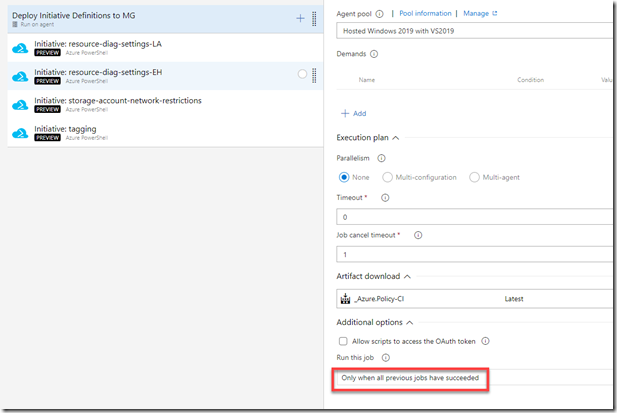 Deploy Initiative Definitions to MG
Run on agent
Initiative: resource-diag-settings-LA
PREVIEW Azure PowerShell
Initiative: resource-diag-settings-EH
PREVIEW Azure PowerShell
Initiative: storage-account-network-restrictions
PREVIEW Azure PowerShell
Initiative: tagging
PREVIEW Azure PowerShell
Agent pool | Pool information | Manage
Hosted Windows 2019 with VS2019
Demands
Name Condition Valu
Add
Execution plan
Parallelism
None Multi-configuration Multi-agent
Timeout *
0
Job cancel timeout *
1
Artifact download
_Azure.Policy-CI Latest
Additional options
Allow scripts to access the OAuth token
Run this job
Only when all previous jobs have succeeded